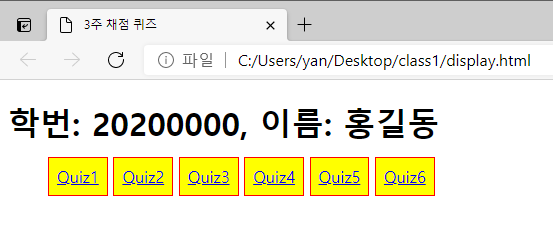 3주 채점 퀴즈
파일 C:/Users/yan/Desktop/class1/display.html
학번: 20200000, 이름: 홍길동
Quiz1 Quiz2 Quiz3 Quiz4 Quiz5 Quiz6